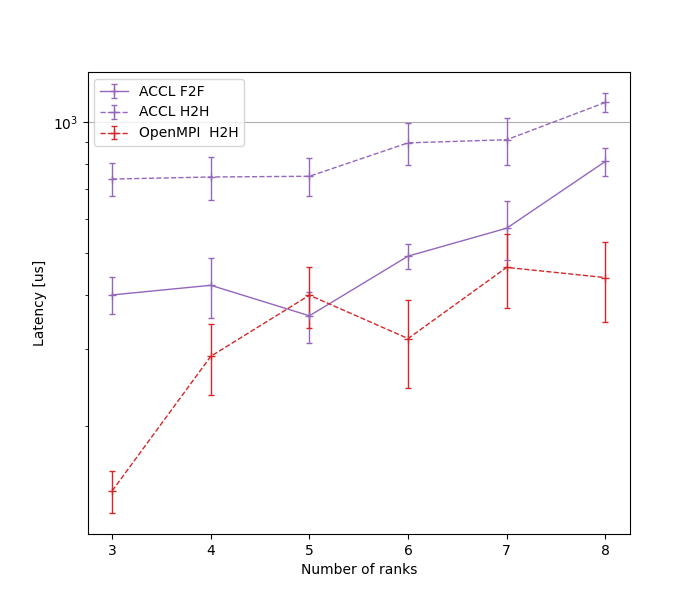 ACCL F2F
ACCL H2H
OpenMPI  H2H
10³
Latency [us]
3 4 5 6 7 8
Number of ranks